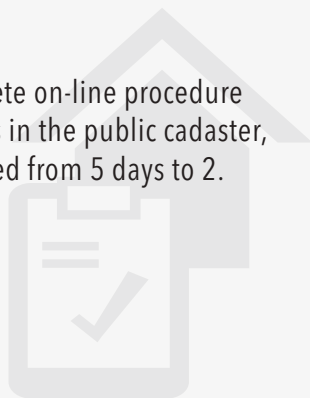 on-line procedure
in the public cadaster,
from 5 days to 2.